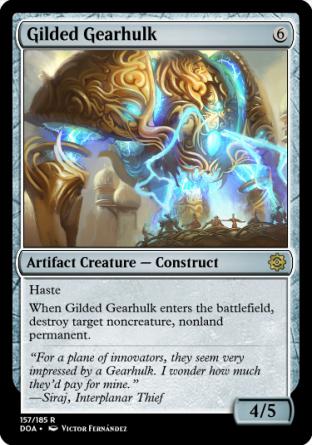 Gilded Gearhulk 6
Artifact Creature — Construct
Haste
When Gilded Gearhulk enters the battlefield,
destroy target noncreature, nonland
permanent.
“For a plane of innovators, they seem very
impressed by a Gearhulk. I wonder how much
they’d pay for mine.”
—Siraj, Interplanar Thief
4/5
157/185 R
DOA • Victor Fernández